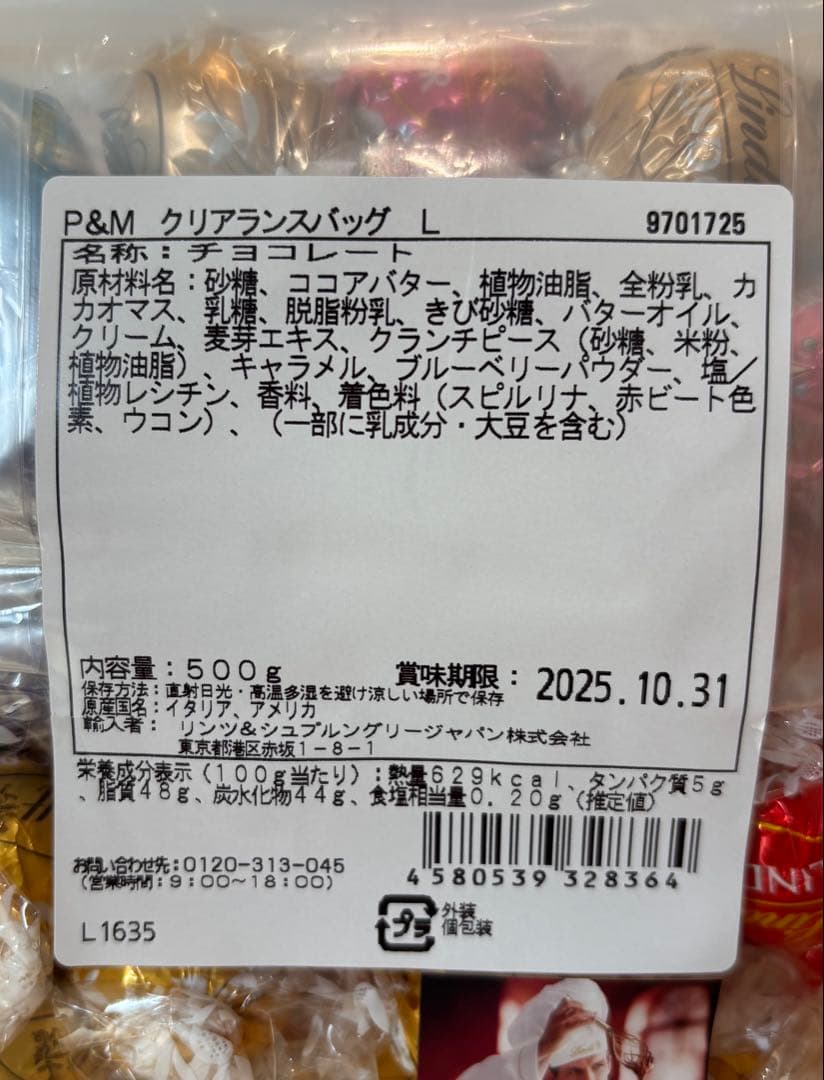 Lind
P&M クリアランスバッグ L 9701725
名称：チョコレート
原材料名：砂糖、ココアバター、植物油脂、全粉乳、カ
カオマス、乳糖、脱脂粉乳、きび砂糖、バターオイル、
クリーム、麦芽エキス、クランチピース（砂糖、米粉、
植物油脂）、キャラメル、ブルーベリーパウダー、塩／
植物レシチン、香料、着色料（スピルリナ、赤ビート色
素、ウコン）、（一部に乳成分・大豆を含む）
内容量：500g 賞味期限：2025.10.31
保存方法：直射日光・高温多湿を避け涼しい場所で保存
原産国名：イタリア、アメリカ
輸入者： リンツ＆シュプルングリージャパン株式会社
東京都港区赤坂1-8-1
栄養成分表示（100g当たり）：熱量629kcal、タンパク質5g
、脂質48g、炭水化物44g、食塩相当量0.20g（推定値）
お問い合わせ先：0120-313-045
（営業時間：9：00～18：00）
4 580539 328364
プラ
外装
個包装
L1635